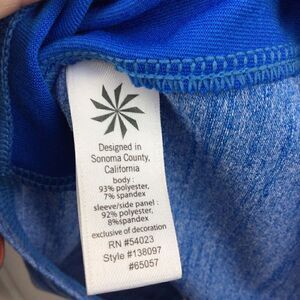 Designed in
Sonoma County,
California
body :
93% polyester,
7% spandex
sleeve/side panel :
92% polyester,
8%spandex
exclusive of decoration
RN #54023
Style #138097
#65057